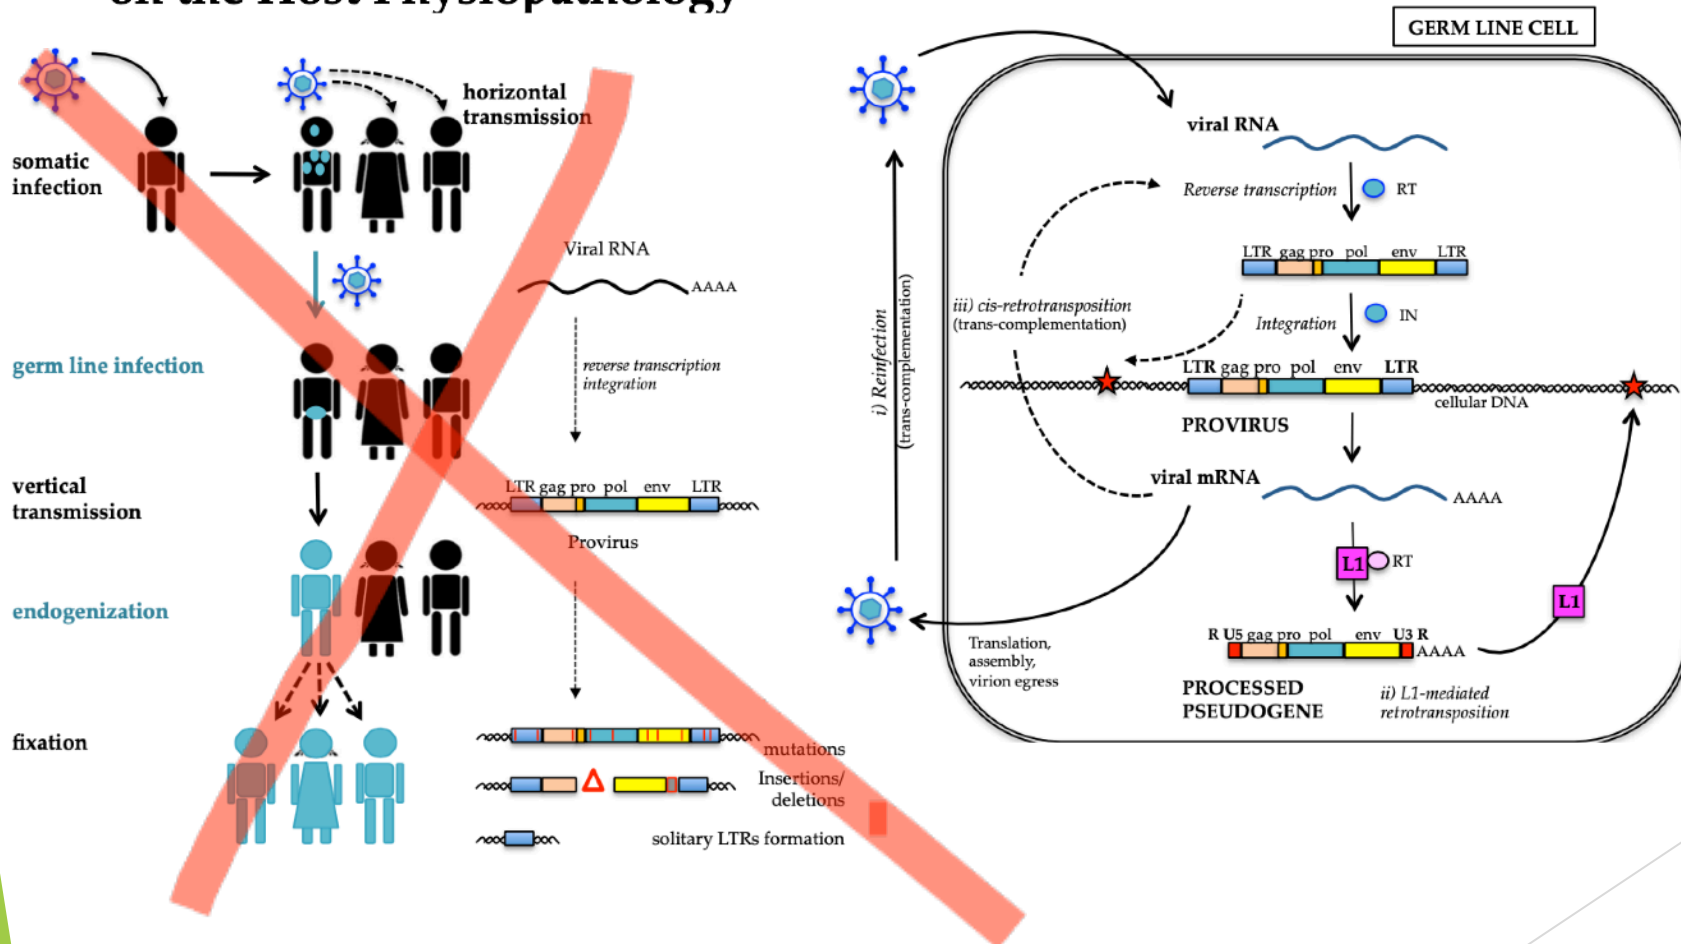 on the Host Physiopathology
somatic
infection
horizontal
transmission
germ line infection
vertical
transmission
endogenization
fixation
Viral RNA
AAAA
reverse transcription
integration
LTR gag pro pol env LTR
Provirus
mutations
Insertions/
deletions
Δ
solitary LTRs formation
GERM LINE CELL
viral RNA
Reverse transcription
RT
LTR gag pro pol env LTR
iii) cis-retrotransposition
(trans-complementation)
Integration
IN
i) Reinfection
(trans-complementation)
LTR gag pro pol env LTR
cellular DNA
PROVIRUS
viral mRNA
AAAA
L1
RT
L1
Translation,
assembly,
virion egress
R U5 gag pro pol env U3 R
AAAA
PROCESSED
PSEUDOGENE
ii) L1-mediated
retrotransposition